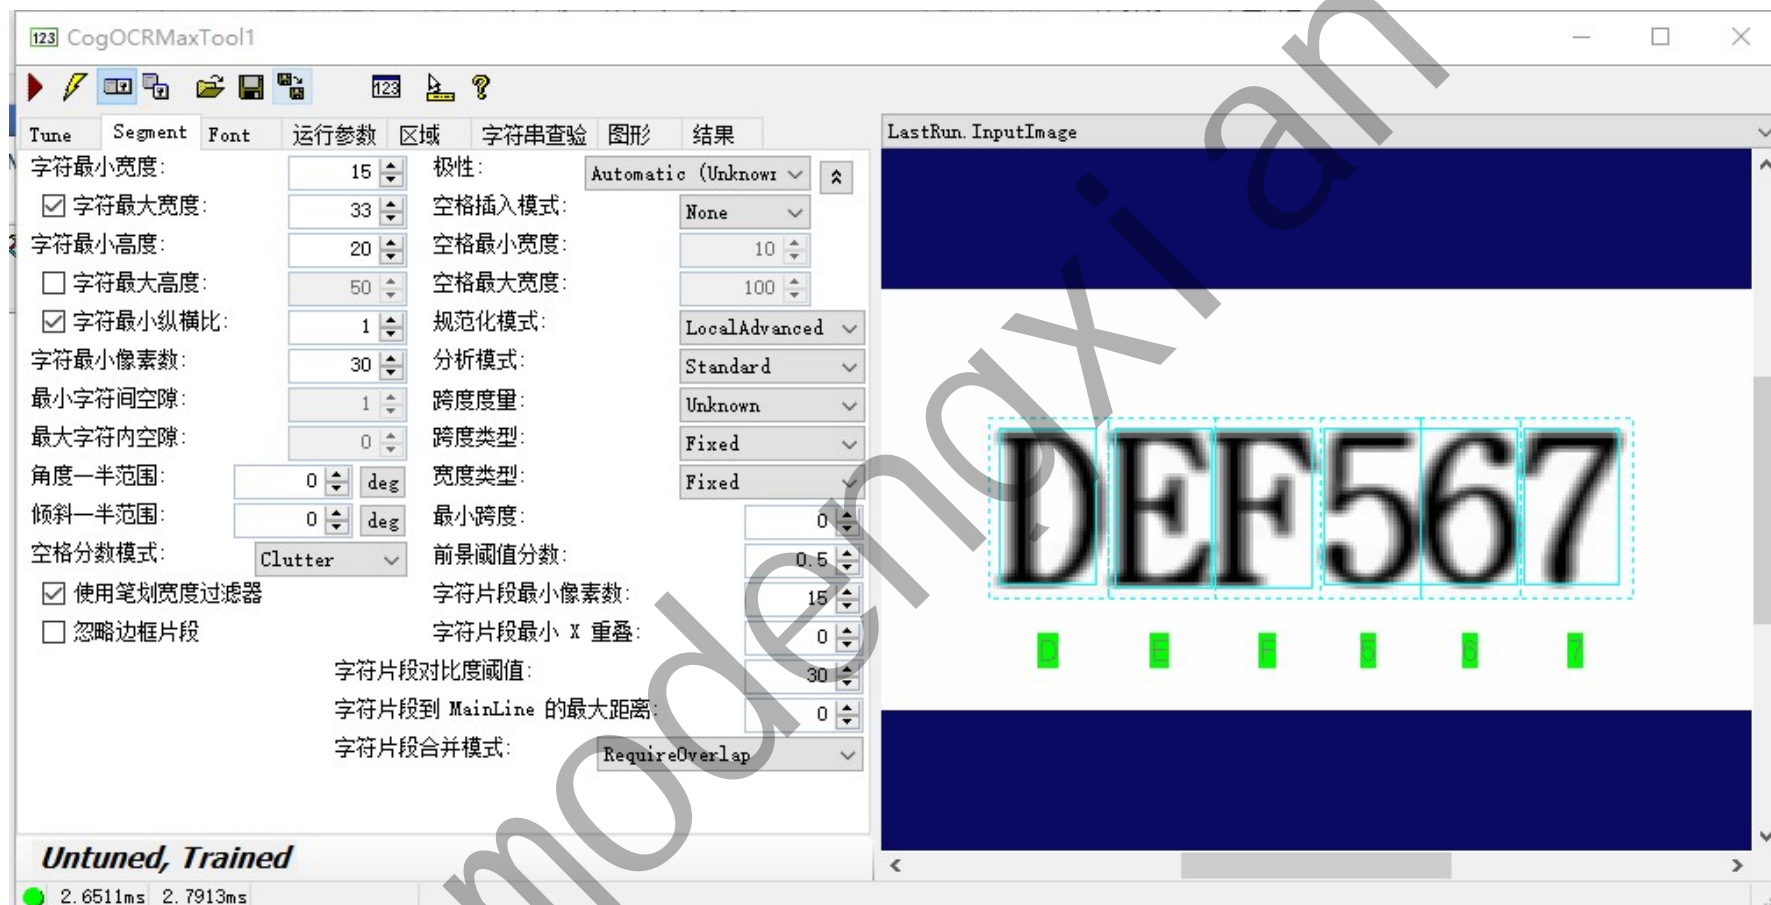 CogOCRMaxTool1
Tune Segment Font 运行参数 区域 字符串查验 图形 结果
LastRun.InputImage
字符最小宽度: 15 极性: Automatic (Unknowr
字符最大宽度: 33 空格插入模式: None
字符最小高度: 20 空格最小宽度: 10
字符最大高度: 50 空格最大宽度: 100
字符最小纵横比: 1 规范化模式: LocalAdvanced
字符最小像素数: 30 分析模式: Standard
最小字符间空隙: 1 跨度度量: Unknown
最大字符内空隙: 0 跨度类型: Fixed
角度一半范围: 0 deg 宽度类型: Fixed
倾斜一半范围: 0 deg 最小跨度: 0
空格分数模式: Clutter 前景阈值分数: 0.5
使用笔划宽度过滤器 字符片段最小像素数: 15
忽略边框片段 字符片段最小 X 重叠: 0
字符片段对比度阈值: 30
字符片段到 MainLine 的最大距离: 0
字符片段合并模式: RequireOverlap
DEF567
D E F 5 6 7
Untuned, Trained
2.6511ms 2.7913ms
modengxian